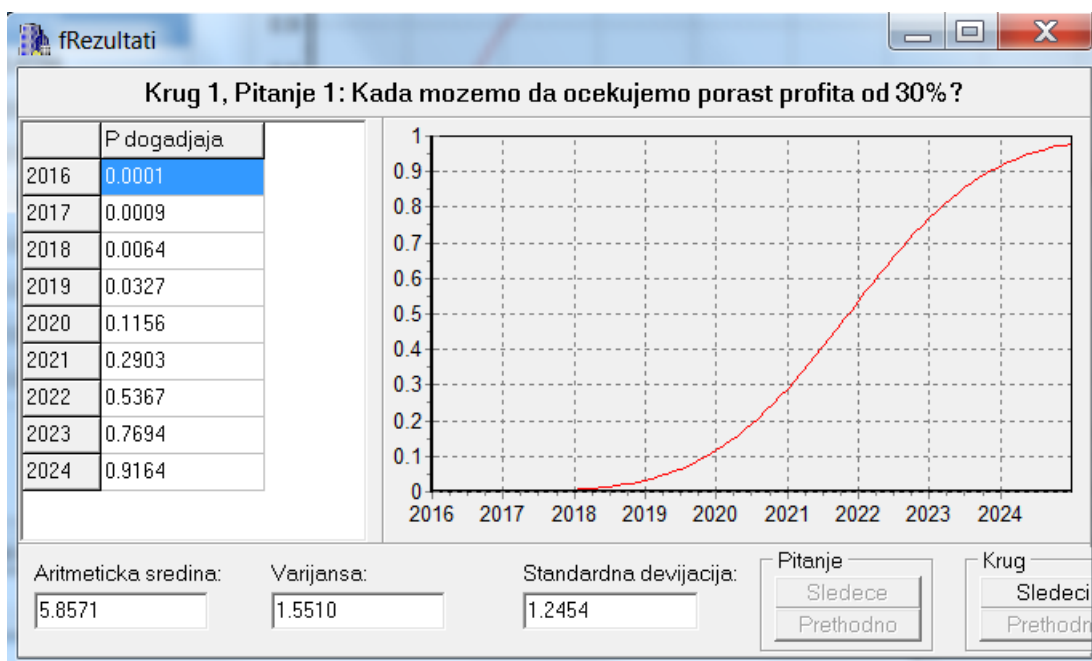 fRezultati
Krug 1, Pitanje 1: Kada mozemo da ocekujemo porast profita od 30%?
P dogadjaja
2016 0.0001
2017 0.0009
2018 0.0064
2019 0.0327
2020 0.1156
2021 0.2903
2022 0.5367
2023 0.7694
2024 0.9164
1
0.9
0.8
0.7
0.6
0.5
0.4
0.3
0.2
0.1
0
2016 2017 2018 2019 2020 2021 2022 2023 2024
Aritmeticka sredina: Varijansa: Standardna devijacija:
5.8571 1.5510 1.2454
Pitanje
Sledece
Prethodno
Krug
Sledeci
Prethodn